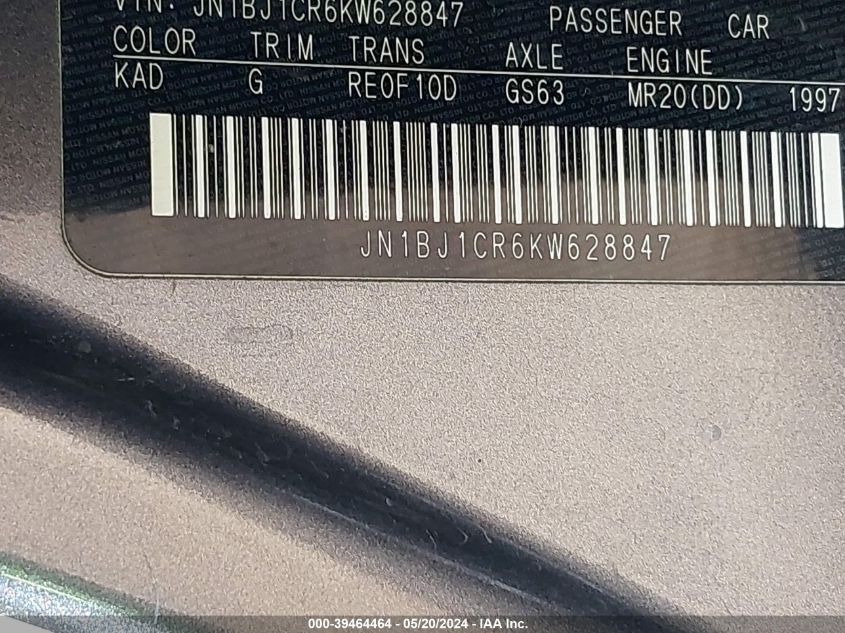 VIN: JN1BJ1CR6KW628847 PASSENGER CAR
COLOR TRIM TRANS AXLE ENGINE
KAD G RE0F10D GS63 MR20(DD) 1997
JN1BJ1CR6KW628847
000-39464464 - 05/20/2024 - IAA Inc.